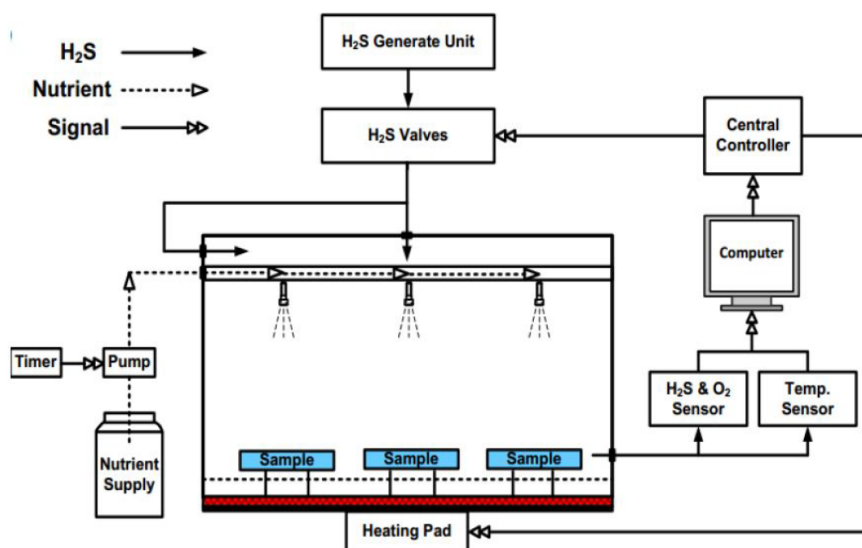 H₂S
Nutrient
Signal
H₂S Generate Unit
H₂S Valves
Central
Controller
Computer
Timer
Pump
H₂S & O₂
Sensor
Temp.
Sensor
Nutrient
Supply
Sample
Sample
Sample
Heating Pad